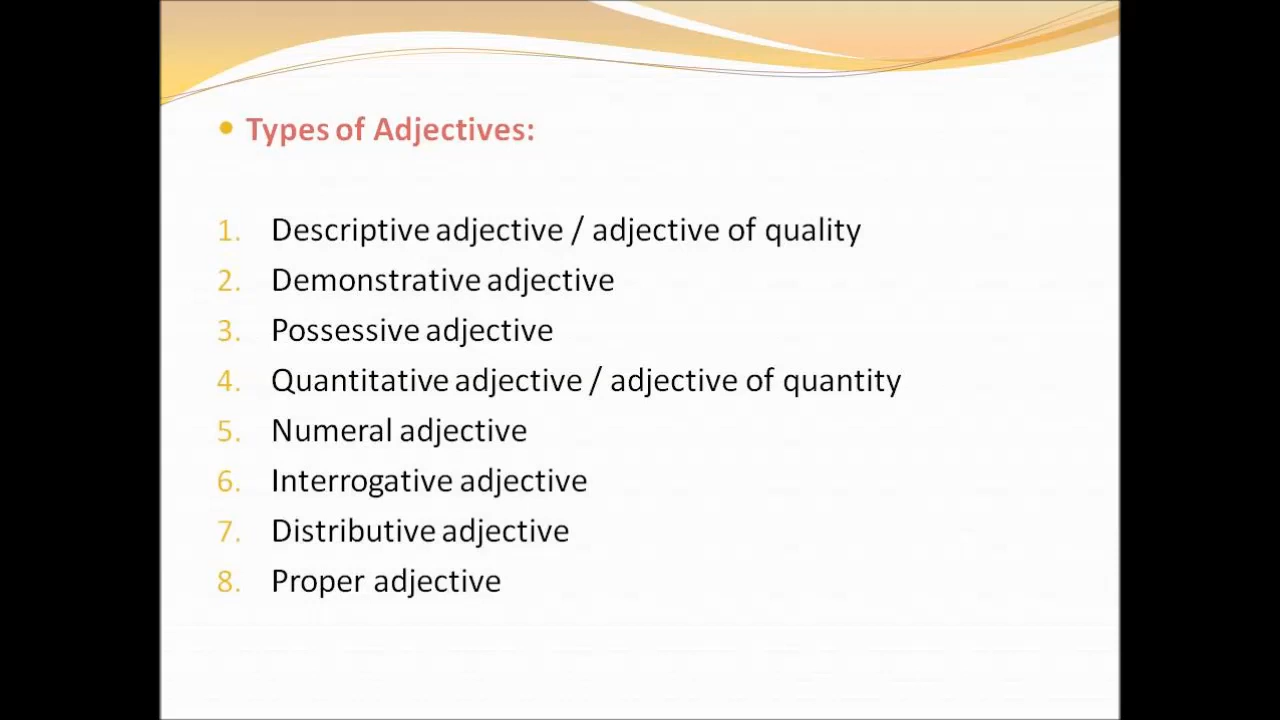 • Types of Adjectives:
1. Descriptive adjective / adjective of quality
2. Demonstrative adjective
3. Possessive adjective
4. Quantitative adjective / adjective of quantity
5. Numeral adjective
6. Interrogative adjective
7. Distributive adjective
8. Proper adjective